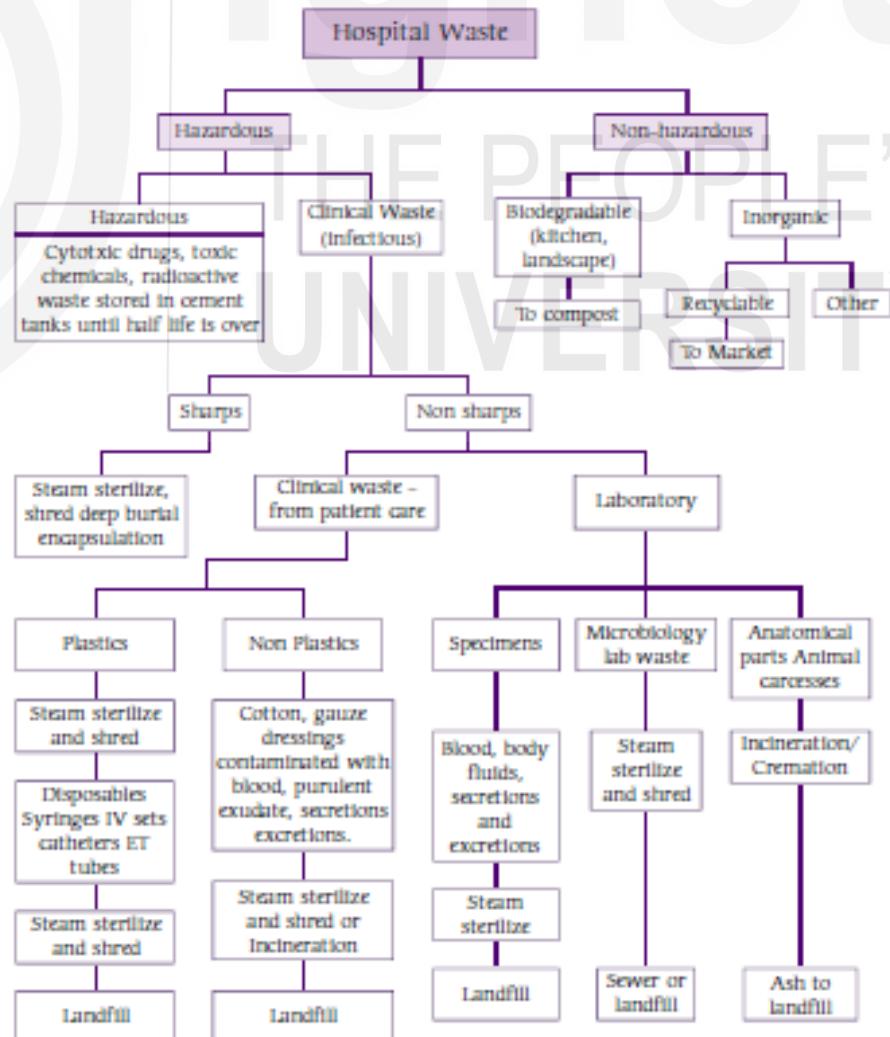 Hospital Waste
Hazardous
Non-hazardous
Hazardous
Cytotxic drugs, toxic
chemicals, radioactive
waste stored in cement
tanks until half life is over
Clinical Waste
(infectious)
Biodegradable
(kitchen,
landscape)
To compost
Inorganic
Recyclable
Other
To Market
THE PEOPLE'
UNIVERSIT
Sharps
Non sharps
Steam sterilize,
shred deep burial
encapsulation
Clinical waste –
from patient care
Laboratory
Plastics
Non Plastics
Specimens
Microbiology
lab waste
Anatomical
parts Animal
carcesses
Steam sterilize
and shred
Cotton, gauze
dressings
contaminated with
blood, purulent
exudate, secretions
excretions.
Blood, body
fluids,
secretions
and
excretions
Steam
sterilize
and shred
Incineration/
Cremation
Disposables
Syringes IV sets
catheters ET
tubes
Steam sterilize
and shred
Steam sterilize
and shred or
Incineration
Steam
sterilize
Landfill
Landfill
Landfill
Sewer or
landfill
Ash to
landfill